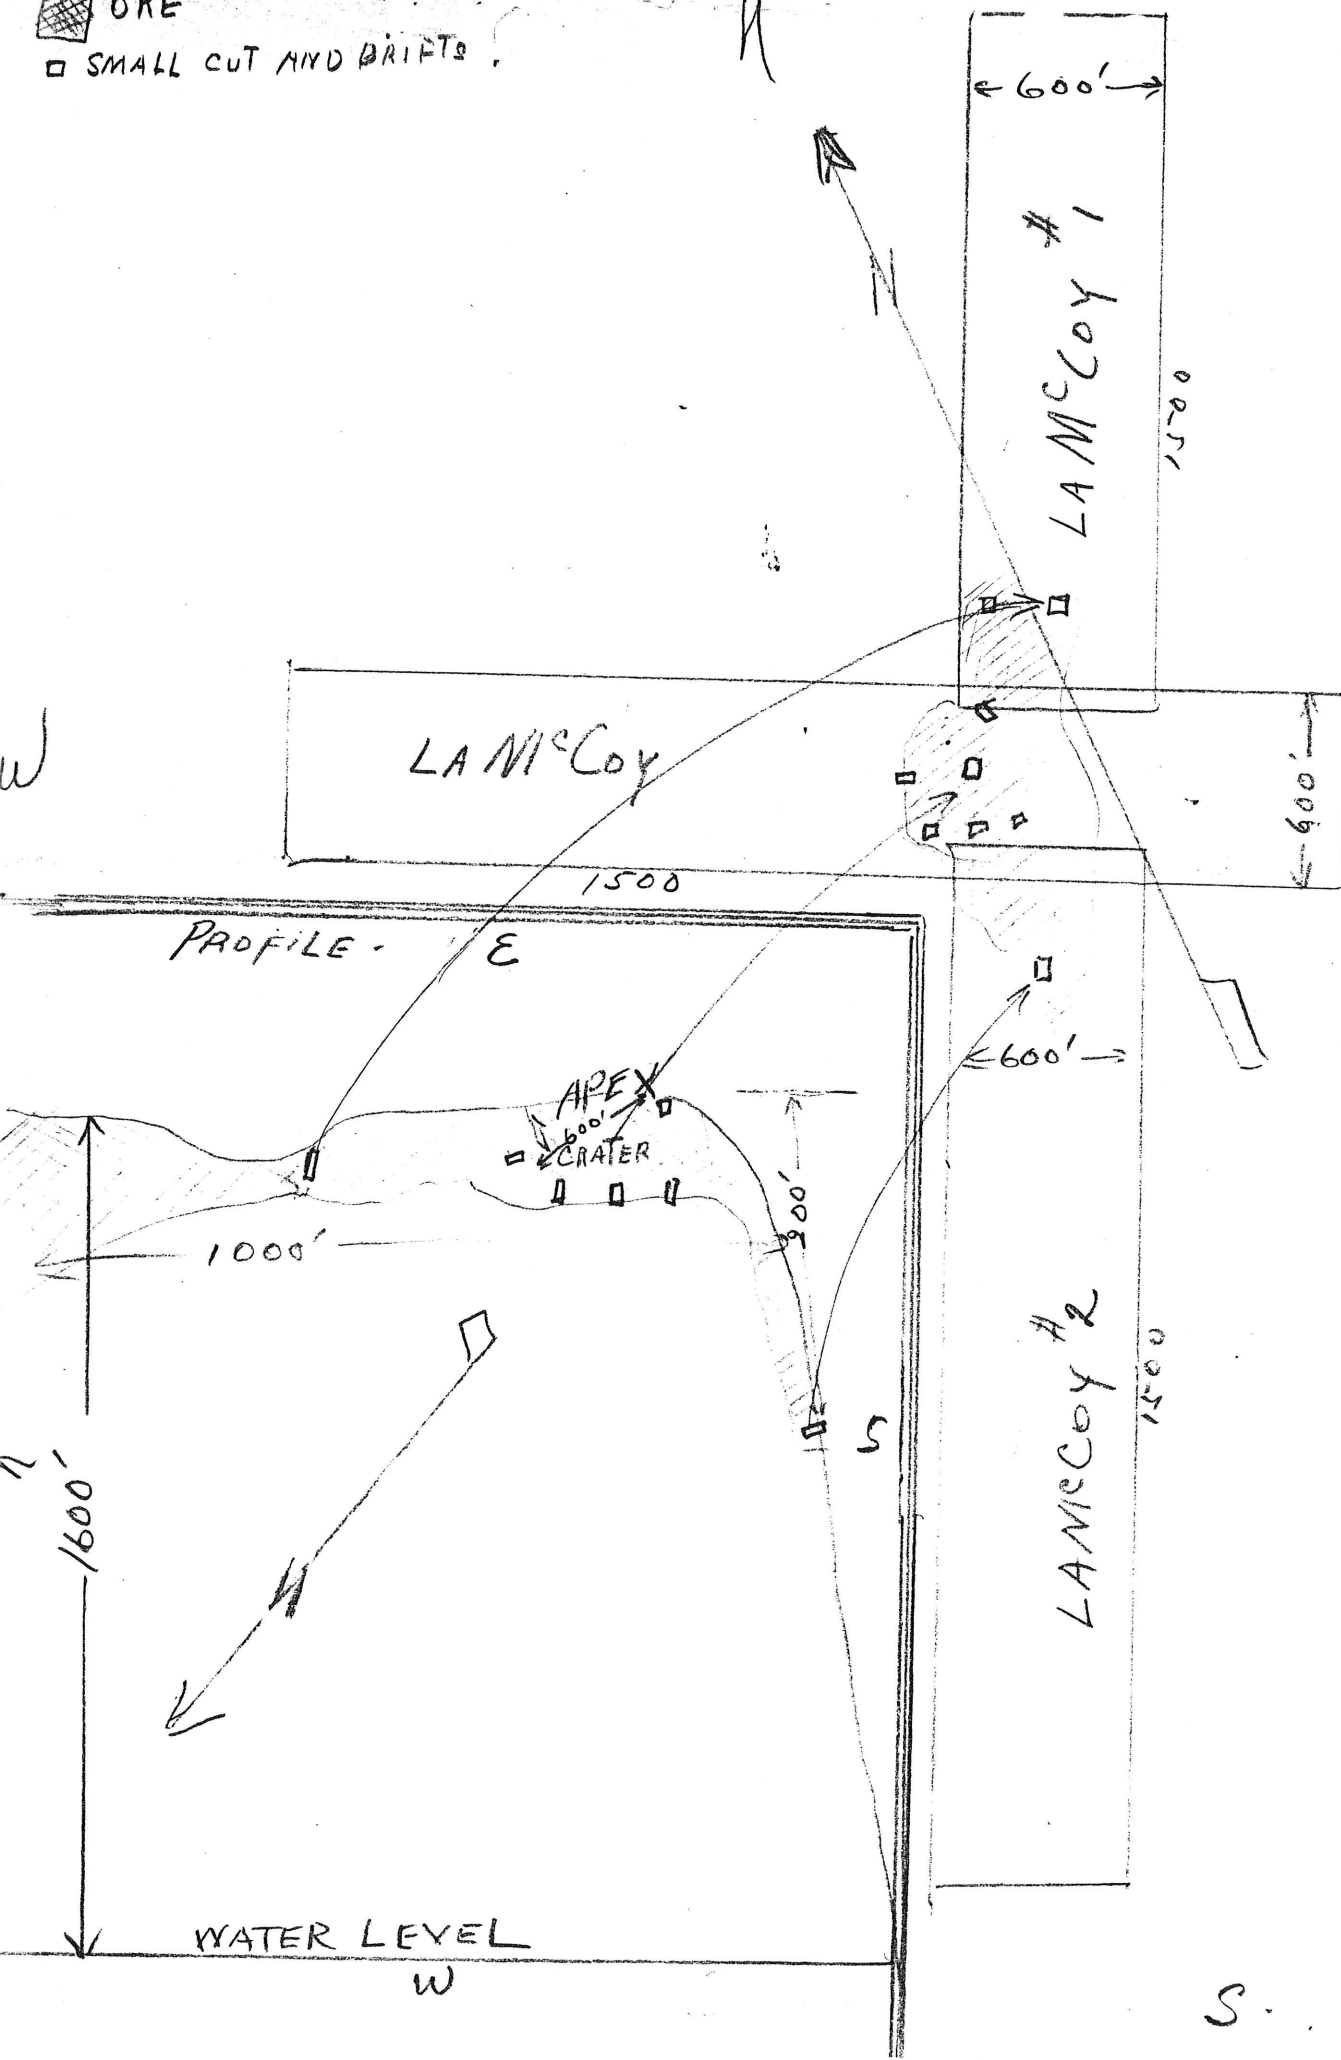 ORE
SMALL CUT AND DRIFTS.
n
600'
N
LA McCOY #1
1500
W
LA McCOY
600'
1500
PROFILE.
E
600'
APEX
600'
CRATER
900'
1000'
S
LA McCOY #2
1500
n
1600'
N
WATER LEVEL
W
S.